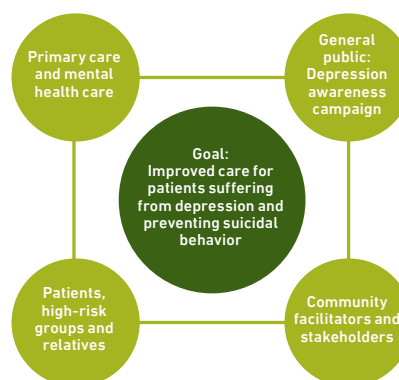 Primary care
and mental
health care
General
public:
Depression
awareness
campaign
Goal:
Improved care for
patients suffering
from depression and
preventing suicidal
behavior
Patients,
high-risk
groups and
relatives
Community
facilitators and
stakeholders